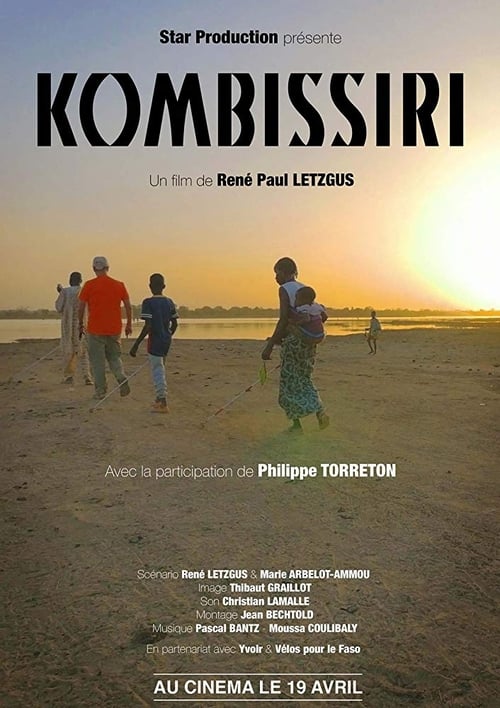 Star Production présente
KOMBISSIRI
Un film de René Paul LETZGUS
Avec la participation de Philippe TORRETON
Scénario René LETZGUS & Marie ARBELOT-AMMOU
Image Thibaut GRAILLOT
Son Christian LAMALLE
Montage Jean BECHTOLD
Musique Pascal BANTZ - Moussa COULIBALY
En partenariat avec Yvoir & Vélos pour le Faso
AU CINEMA LE 19 AVRIL